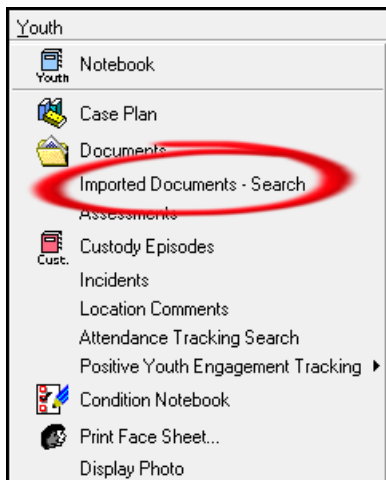 Youth
Youth
Notebook
Case Plan
Documents
Imported Documents - Search
Assessments
Cust.
Custody Episodes
Incidents
Location Comments
Attendance Tracking Search
Positive Youth Engagement Tracking
Condition Notebook
Print Face Sheet...
Display Photo